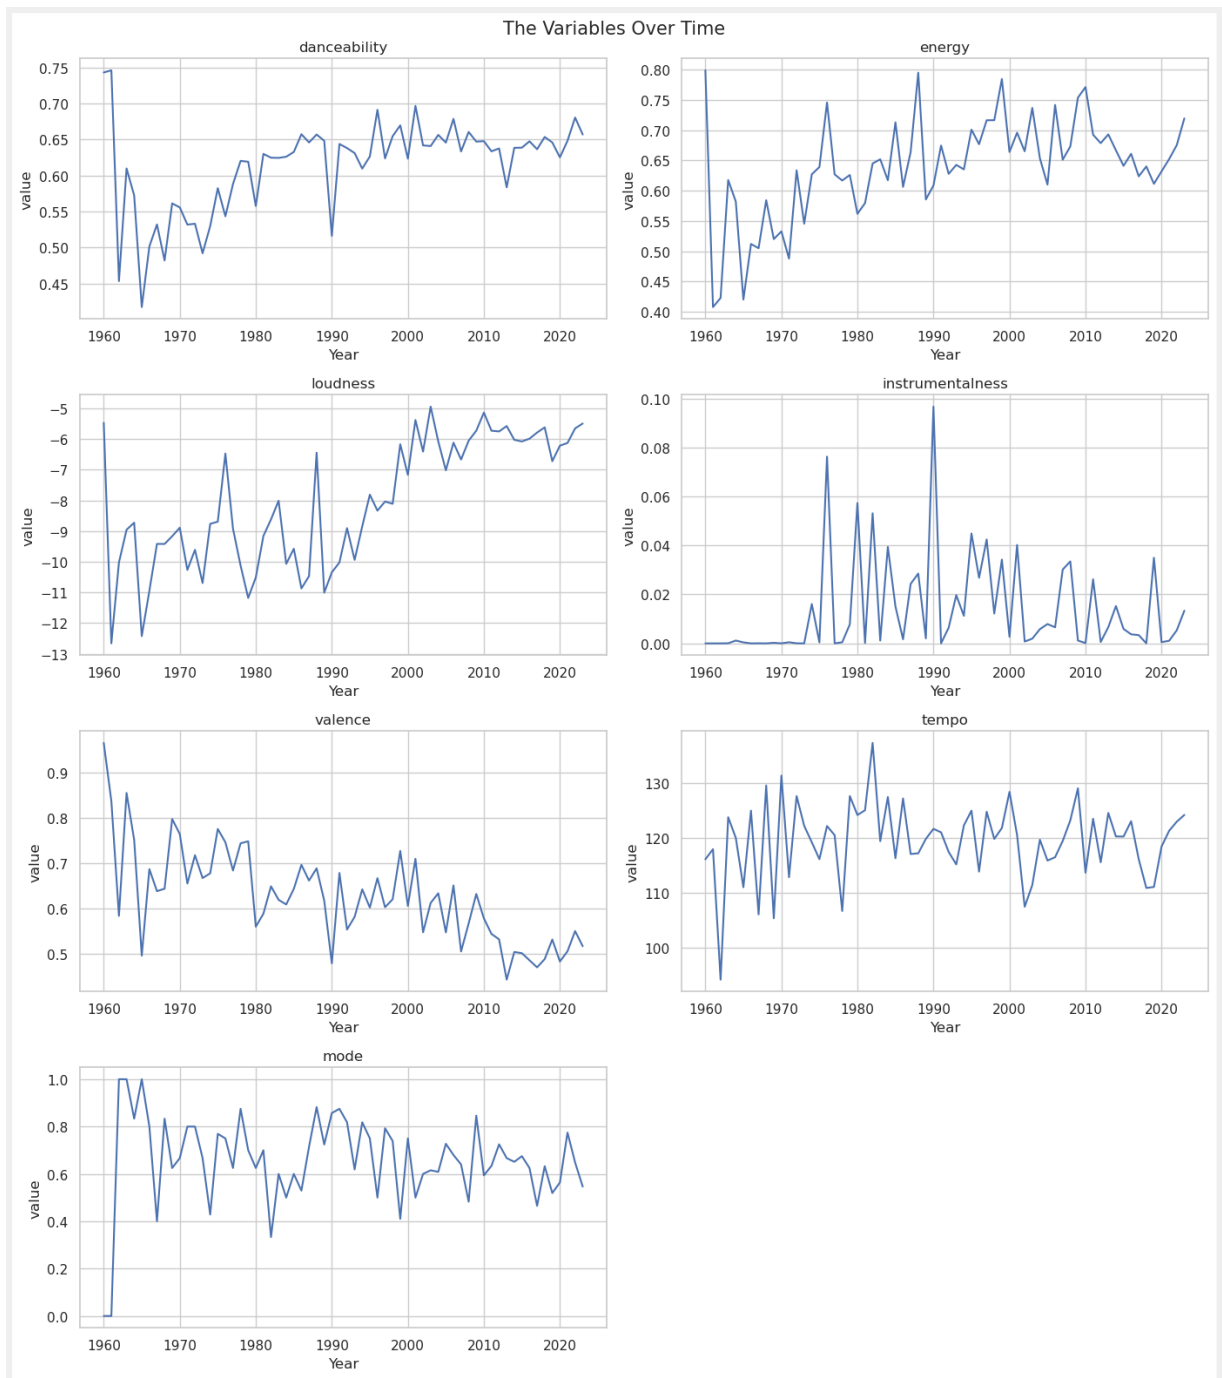 The Variables Over Time
danceability
0.75
0.70
0.65
0.60
0.55
0.50
0.45
value
1960 1970 1980 1990 2000 2010 2020
Year
energy
0.80
0.75
0.70
0.65
0.60
0.55
0.50
0.45
0.40
value
1960 1970 1980 1990 2000 2010 2020
Year
loudness
−5
−6
−7
−8
−9
−10
−11
−12
−13
value
1960 1970 1980 1990 2000 2010 2020
Year
instrumentalness
0.10
0.08
0.06
0.04
0.02
0.00
value
1960 1970 1980 1990 2000 2010 2020
Year
valence
0.9
0.8
0.7
0.6
0.5
value
1960 1970 1980 1990 2000 2010 2020
Year
tempo
130
120
110
100
value
1960 1970 1980 1990 2000 2010 2020
Year
mode
1.0
0.8
0.6
0.4
0.2
0.0
value
1960 1970 1980 1990 2000 2010 2020
Year